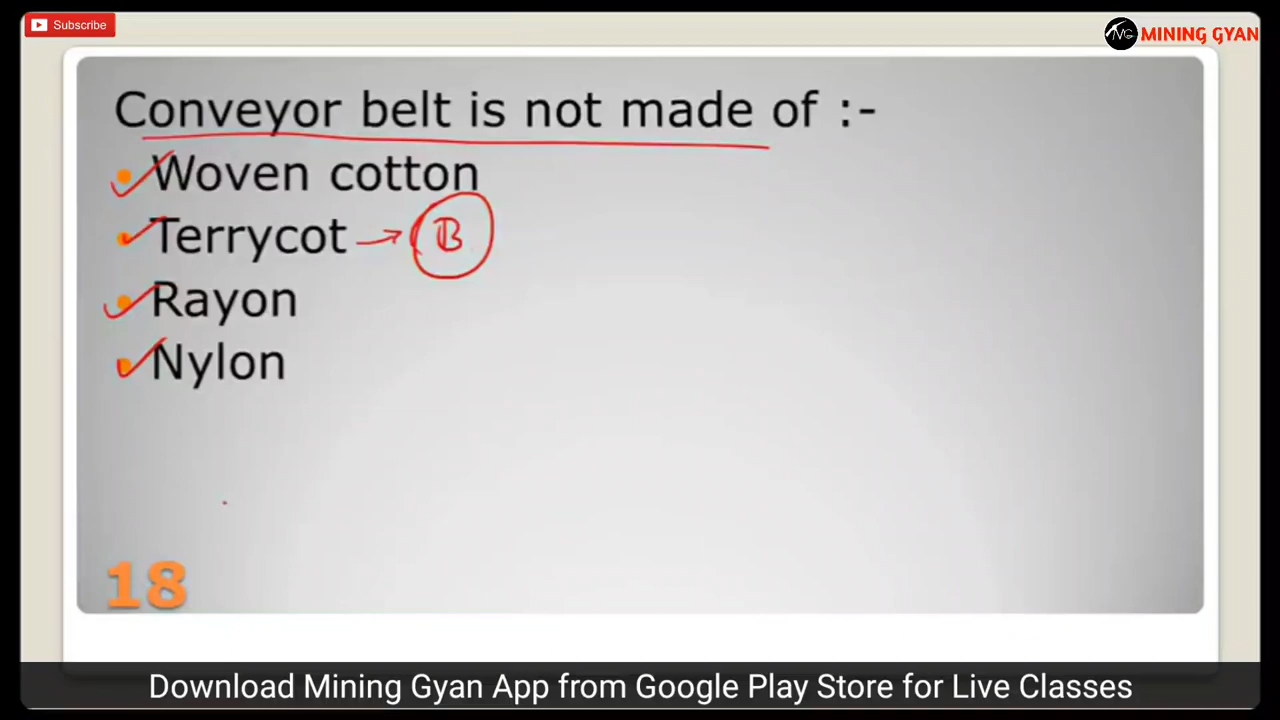 Subscribe
MG MINING GYAN
Conveyor belt is not made of :-
Woven cotton
Terrycot → B
Rayon
Nylon
18
Download Mining Gyan App from Google Play Store for Live Classes